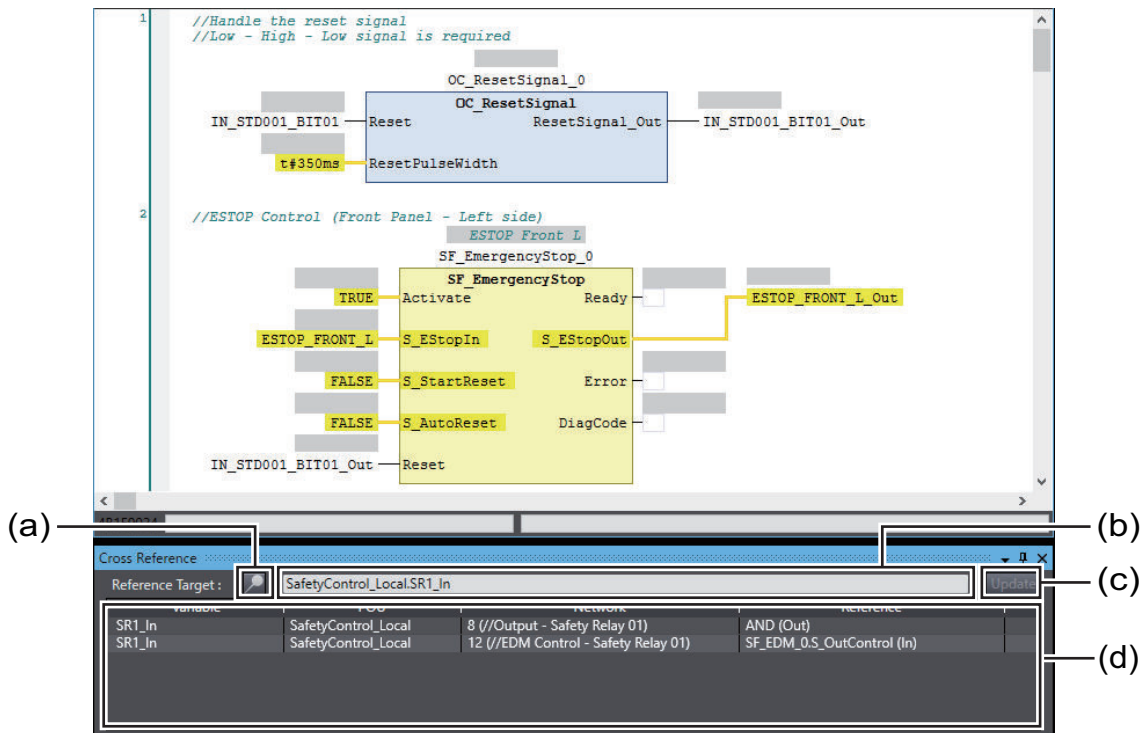 1
//Handle the reset signal
//Low - High - Low signal is required
OC_ResetSignal_0
OC_ResetSignal
IN_STD001_BIT01 Reset ResetSignal_Out IN_STD001_BIT01_Out
t#350ms ResetPulseWidth
2
//ESTOP Control (Front Panel - Left side)
ESTOP Front L
SF_EmergencyStop_0
SF_EmergencyStop
TRUE Activate Ready ESTOP_FRONT_L_Out
ESTOP_FRONT_L S_EStopIn S_EStopOut
FALSE S_StartReset Error
FALSE S_AutoReset DiagCode
IN_STD001_BIT01_Out Reset
(a)
(b)
Cross Reference
Reference Target : SafetyControl_Local.SR1_In Update
(c)
Variable POU Network Reference
SR1_In SafetyControl_Local 8 (//Output - Safety Relay 01) AND (Out)
SR1_In SafetyControl_Local 12 (//EDM Control - Safety Relay 01) SF_EDM_0.S_OutControl (In)
(d)